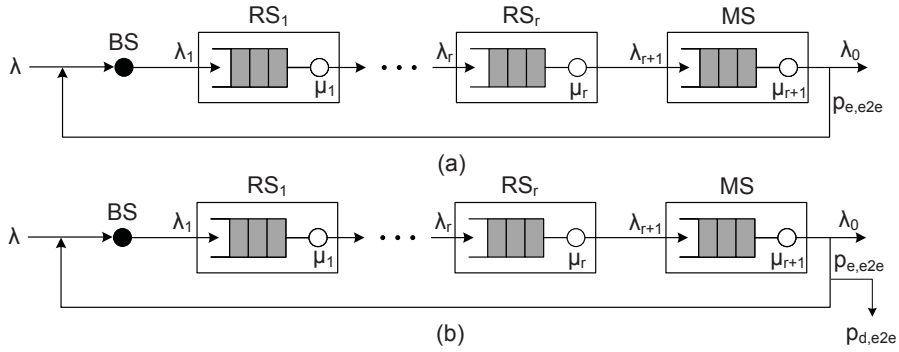 RS₁ RSᵣ MS
BS λ₁ λᵣ λᵣ₊₁ λ₀
λ
μ₁ μᵣ μᵣ₊₁ pₑ,ₑ₂ₑ
(a)
RS₁ RSᵣ MS
BS λ₁ λᵣ λᵣ₊₁ λ₀
λ
μ₁ μᵣ μᵣ₊₁ pₑ,ₑ₂ₑ
(b) p_d,e2e